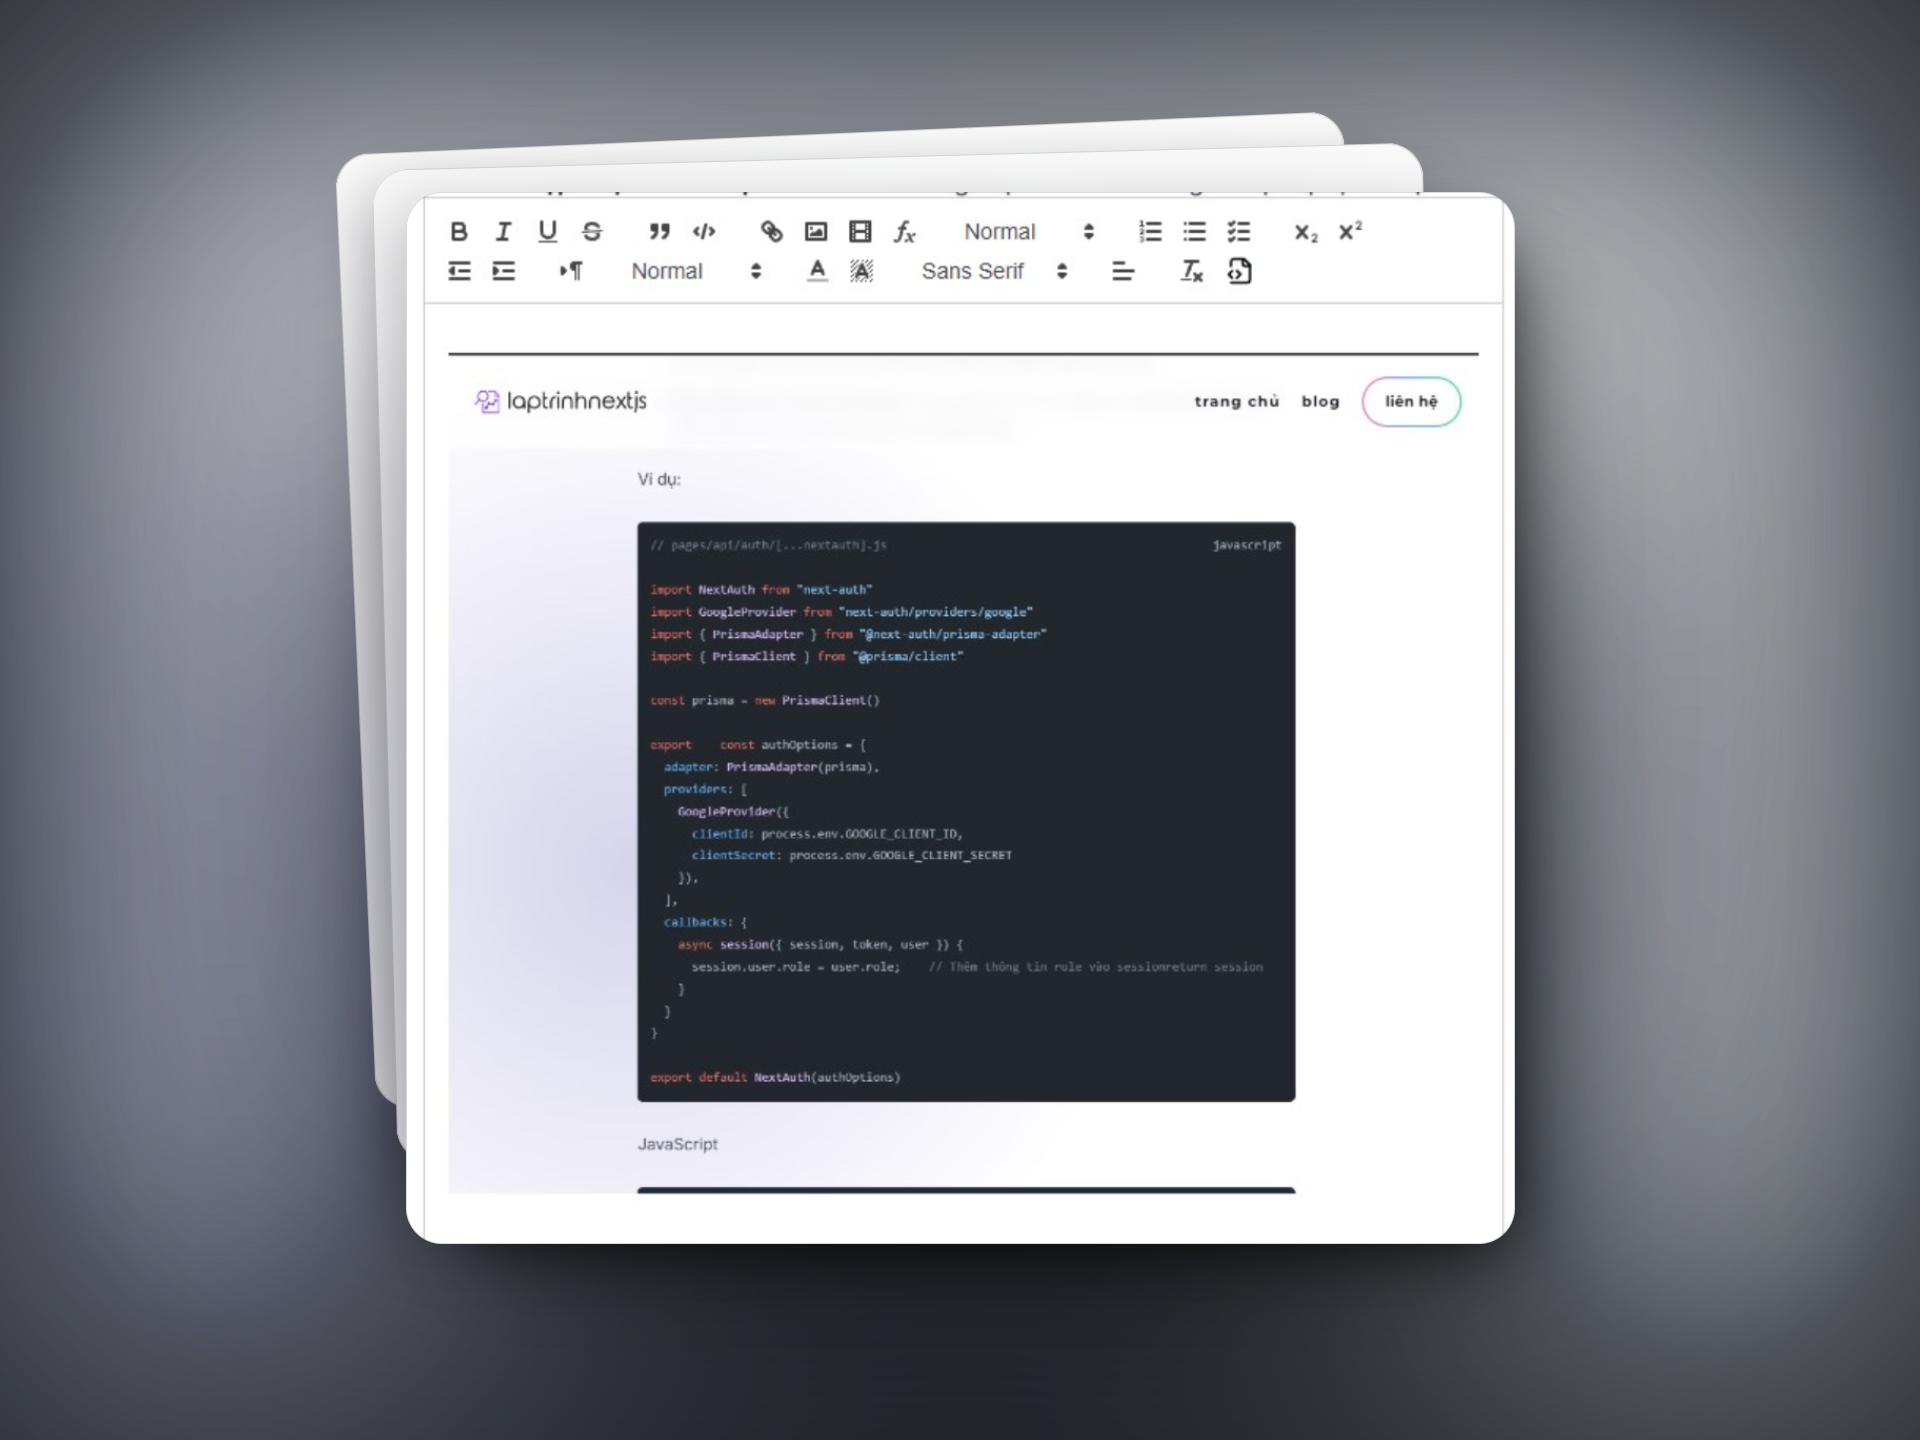 B I U S Normal X₂ X²
Normal A A Sans Serif Tx
laptrinhnextjs trang chủ blog liên hệ
Ví dụ:
// pages/api/auth/[...nextauth].js javascript
import NextAuth from "next-auth"
import GoogleProvider from "next-auth/providers/google"
import { PrismaAdapter } from "@next-auth/prisma-adapter"
import { PrismaClient } from "@prisma/client"
const prisma = new PrismaClient()
export const authOptions = {
adapter: PrismaAdapter(prisma),
providers: [
GoogleProvider({
clientId: process.env.GOOGLE_CLIENT_ID,
clientSecret: process.env.GOOGLE_CLIENT_SECRET
}),
],
callbacks: {
async session({ session, token, user }) {
session.user.role = user.role; // Thêm thông tin role vào sessionreturn session
}
}
}
export default NextAuth(authOptions)
JavaScript